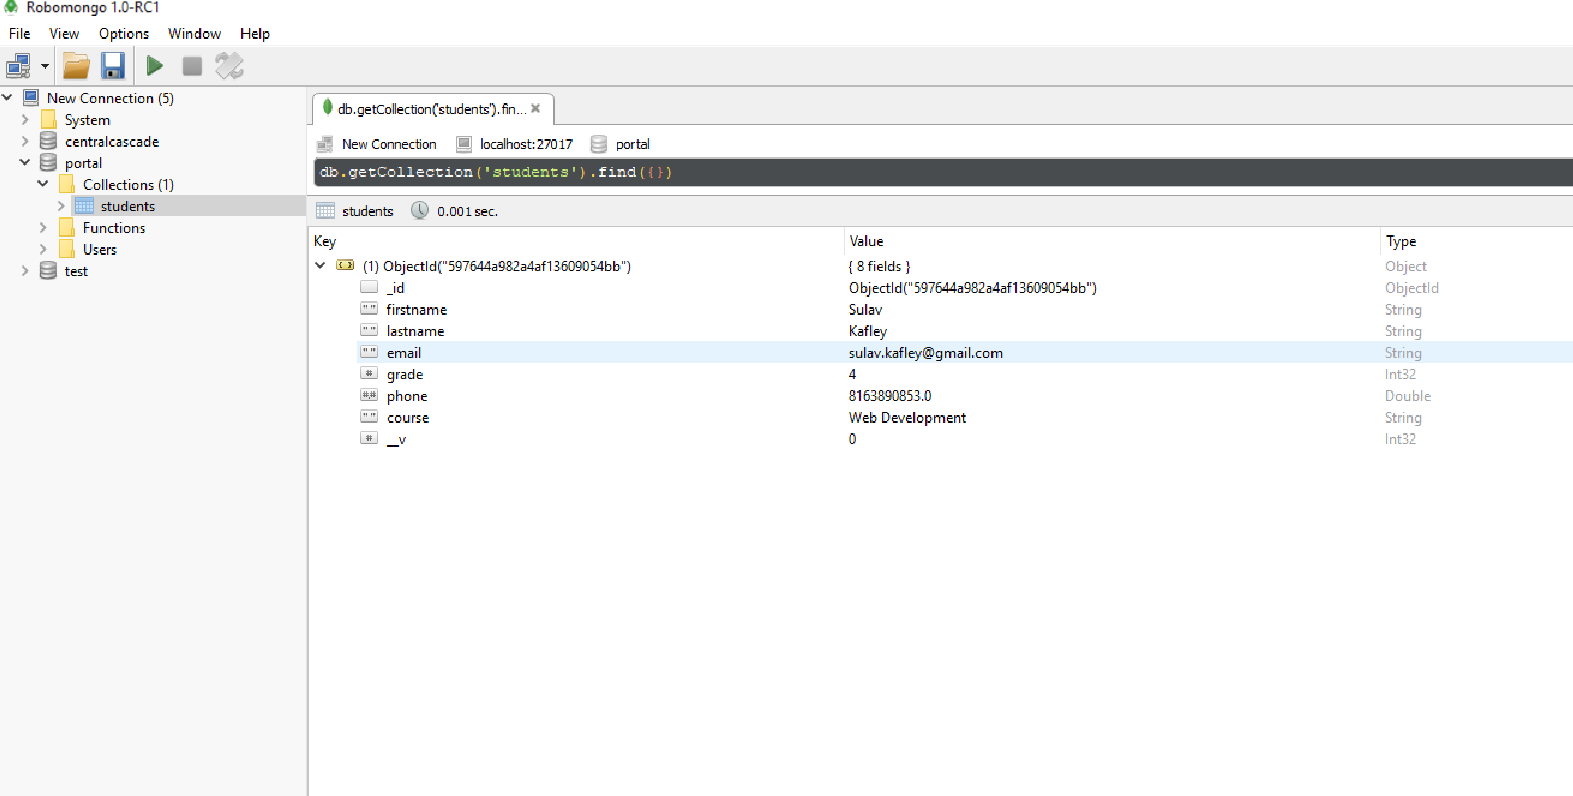 Robomongo 1.0-RC1
File View Options Window Help
New Connection (5)
System
centralcascade
portal
Collections (1)
students
Functions
Users
test
db.getCollection('students').fin...
New Connection localhost:27017 portal
db.getCollection('students').find({})
students 0.001 sec.
Key Value Type
(1) ObjectId("597644a982a4af13609054bb") { 8 fields } Object
_id ObjectId("597644a982a4af13609054bb") ObjectId
firstname Sulav String
lastname Kafley String
email sulav.kafley@gmail.com String
grade 4 Int32
phone 8163890853.0 Double
course Web Development String
__v 0 Int32